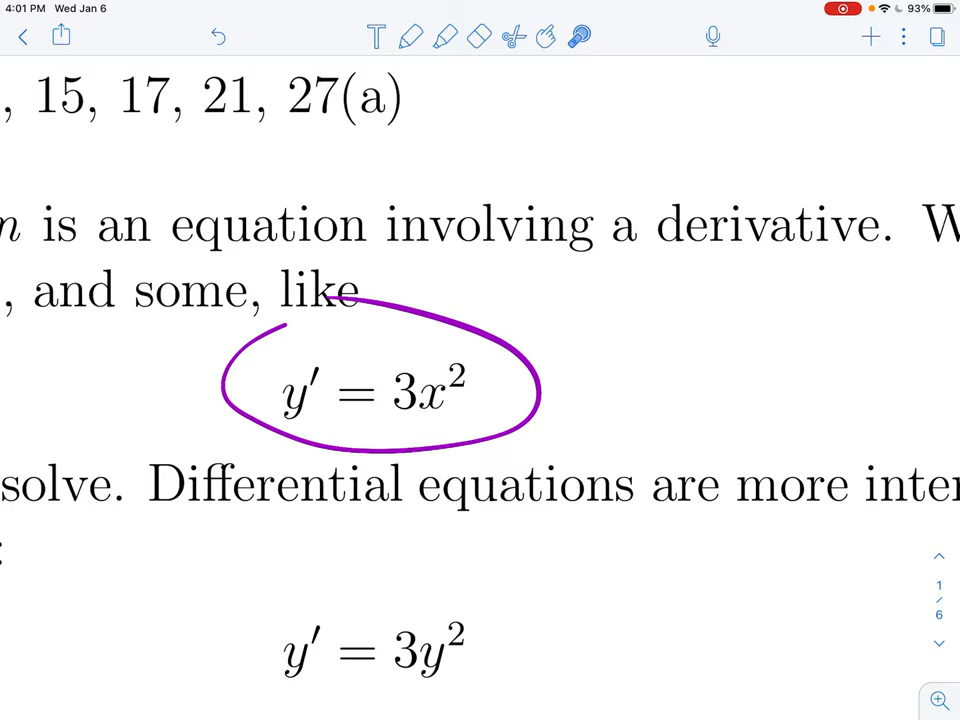 4:01 PM Wed Jan 6
93%
, 15, 17, 21, 27(a)
is an equation involving a derivative.
, and some, like
y′ = 3x²
solve. Differential equations are more
:
y′ = 3y²
1
/
6